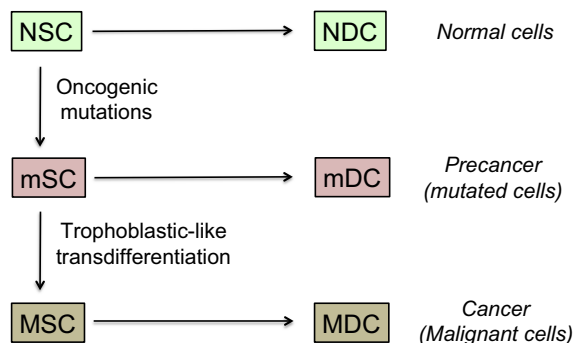 NSC NDC Normal cells
Oncogenic
mutations
mSC mDC Precancer
(mutated cells)
Trophoblastic-like
transdifferentiation
MSC MDC Cancer
(Malignant cells)